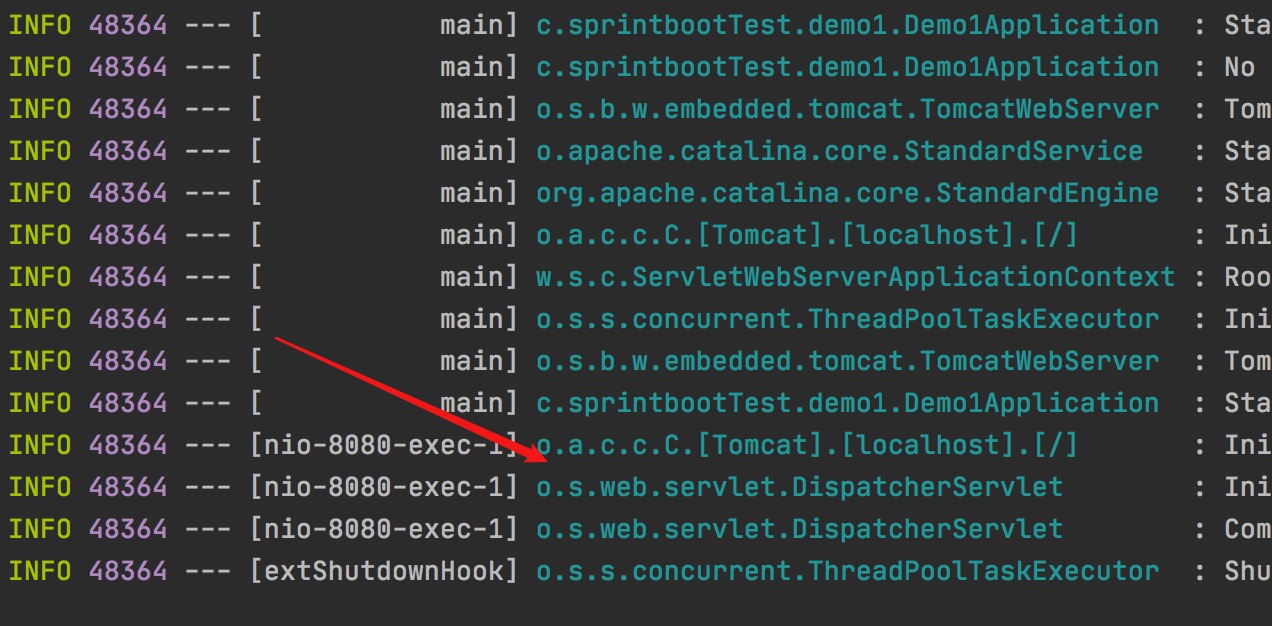 INFO 48364 --- [           main] c.sprintbootTest.demo1.Demo1Application  : Sta
INFO 48364 --- [           main] c.sprintbootTest.demo1.Demo1Application  : No
INFO 48364 --- [           main] o.s.b.w.embedded.tomcat.TomcatWebServer  : Tom
INFO 48364 --- [           main] o.apache.catalina.core.StandardService   : Sta
INFO 48364 --- [           main] org.apache.catalina.core.StandardEngine  : Sta
INFO 48364 --- [           main] o.a.c.c.C.[Tomcat].[localhost].[/]       : Ini
INFO 48364 --- [           main] w.s.c.ServletWebServerApplicationContext : Roo
INFO 48364 --- [           main] o.s.s.concurrent.ThreadPoolTaskExecutor  : Ini
INFO 48364 --- [           main] o.s.b.w.embedded.tomcat.TomcatWebServer  : Tom
INFO 48364 --- [           main] c.sprintbootTest.demo1.Demo1Application  : Sta
INFO 48364 --- [nio-8080-exec-1] o.a.c.c.C.[Tomcat].[localhost].[/]       : Ini
INFO 48364 --- [nio-8080-exec-1] o.s.web.servlet.DispatcherServlet        : Ini
INFO 48364 --- [nio-8080-exec-1] o.s.web.servlet.DispatcherServlet        : Com
INFO 48364 --- [extShutdownHook] o.s.s.concurrent.ThreadPoolTaskExecutor  : Shu